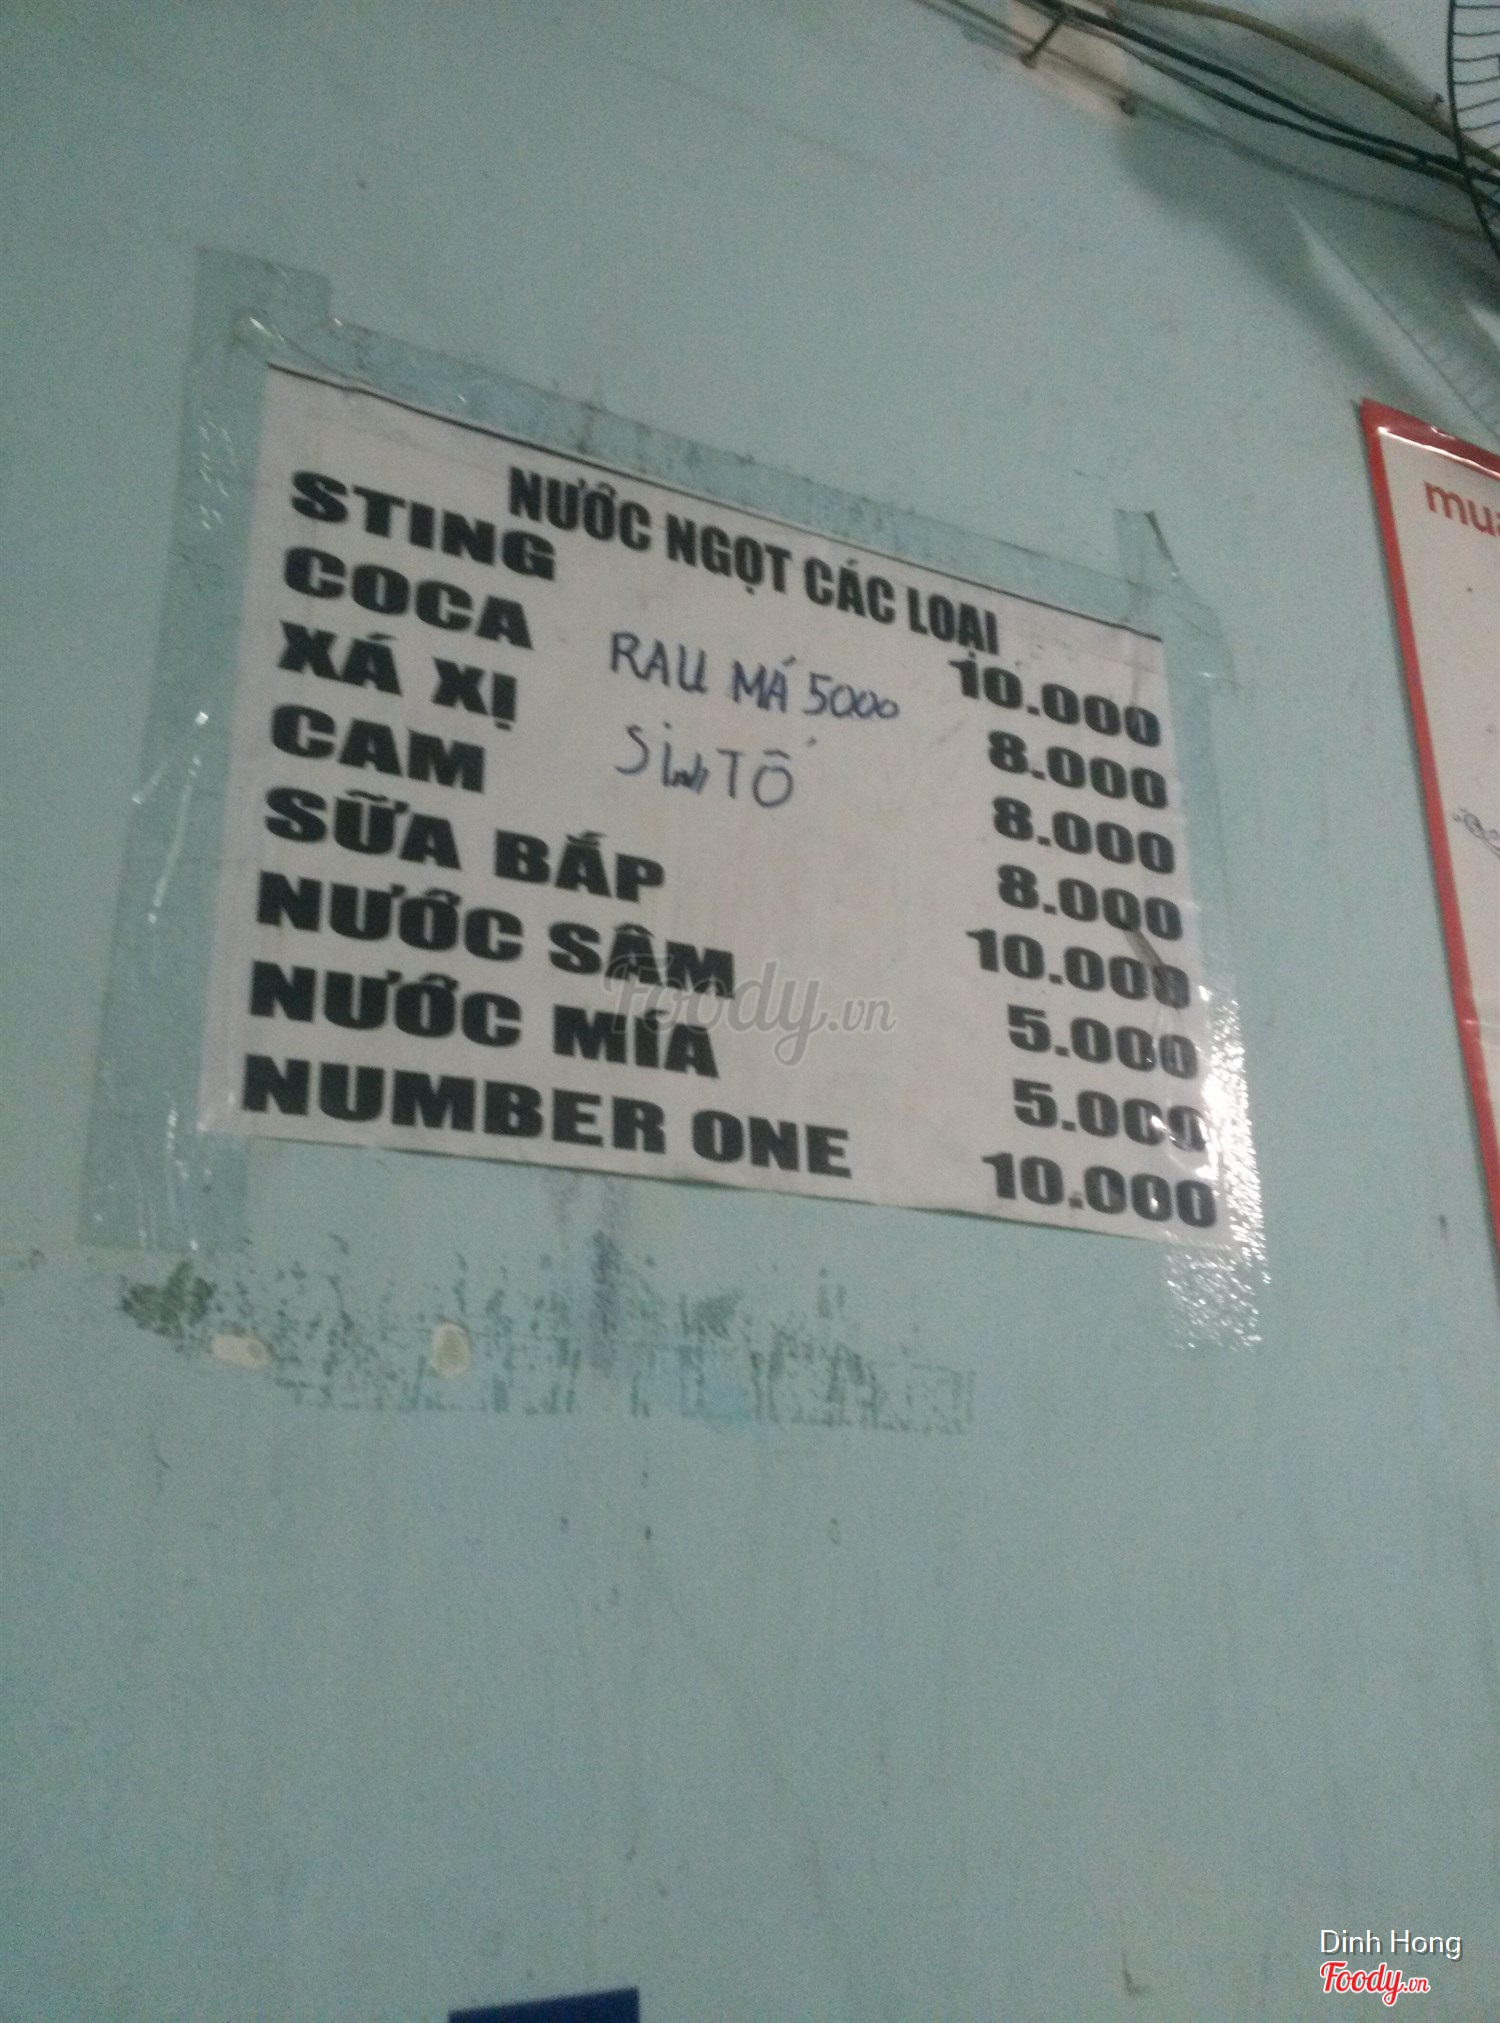 NƯỚC NGỌT CÁC LOẠI
STING 10.000
COCA 8.000
RAU MÁ 5000
XÁ XỊ 8.000
SinhTỐ
CAM 8.000
SỮA BẮP 10.000
NƯỚC SÂM 5.000
NƯỚC MÍA 5.000
NUMBER ONE 10.000
Foody.vn
mua
Dinh Hong
Foody.vn